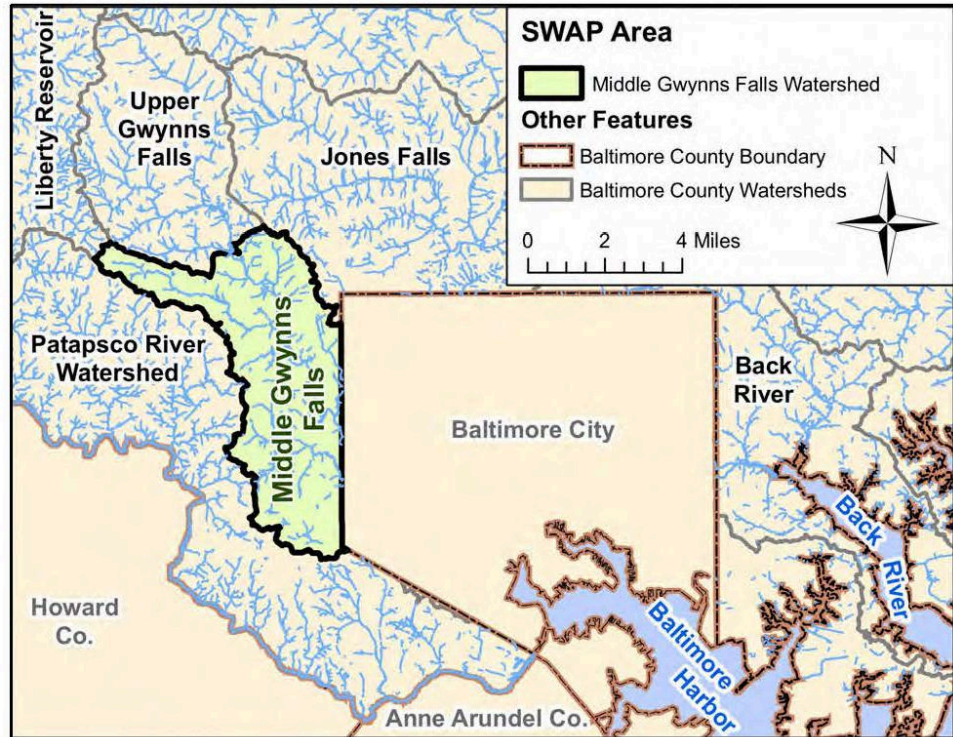 SWAP Area
Middle Gwynns Falls Watershed
Other Features
Baltimore County Boundary
Baltimore County Watersheds
N
0 2 4 Miles
Liberty Reservoir
Upper
Gwynns
Falls
Jones Falls
Patapsco River
Watershed
Middle Gwynns
Falls
Baltimore City
Back
River
Back
River
Baltimore
Harbor
Howard
Co.
Anne Arundel Co.